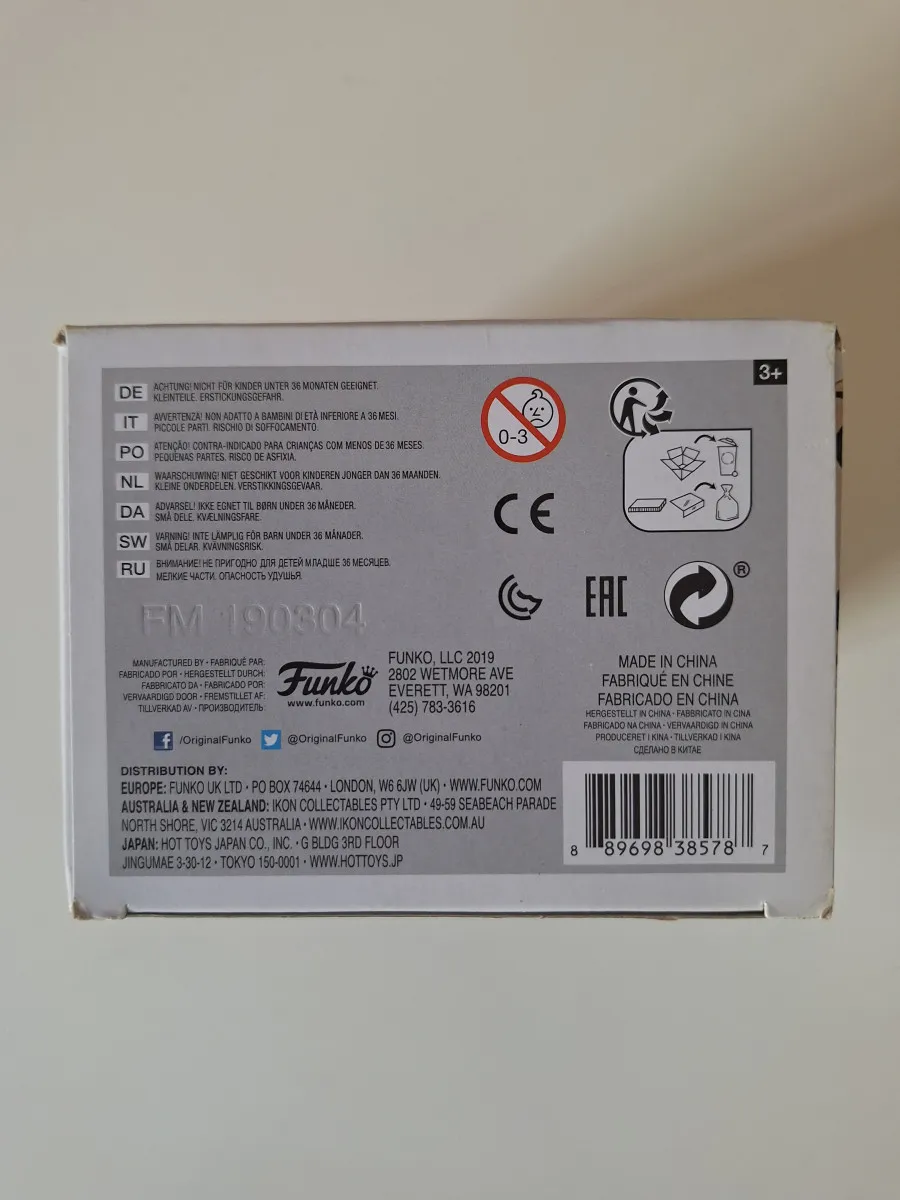 3+
DE ACHTUNG! NICHT FÜR KINDER UNTER 36 MONATEN GEEIGNET.
KLEINTEILE. ERSTICKUNGSGEFAHR.
IT AVVERTENZA! NON ADATTO A BAMBINI DI ETÀ INFERIORE A 36 MESI.
PICCOLE PARTI. RISCHIO DI SOFFOCAMENTO.
PO ATENÇÃO! CONTRA-INDICADO PARA CRIANÇAS COM MENOS DE 36 MESES.
PEQUENAS PARTES. RISCO DE ASFIXIA.
NL WAARSCHUWING! NIET GESCHIKT VOOR KINDEREN JONGER DAN 36 MAANDEN.
KLEINE ONDERDELEN. VERSTIKKINGSGEVAAR.
DA ADVARSEL! IKKE EGNET TIL BØRN UNDER 36 MÅNEDER.
SMÅ DELE. KVÆLNINGSFARE.
SW VARNING! INTE LÄMPLIG FÖR BARN UNDER 36 MÅNADER.
SMÅ DELAR. KVÄVNINGSRISK.
RU ВНИМАНИЕ! НЕ ПРИГОДНО ДЛЯ ДЕТЕЙ МЛАДШЕ 36 МЕСЯЦЕВ.
МЕЛКИЕ ЧАСТИ. ОПАСНОСТЬ УДУШЬЯ.
0-3
CE
EAC
®
FM 190304
MANUFACTURED BY • FABRIQUÉ PAR:
FABRICADO POR • HERGESTELLT DURCH:
FABBRICATO DA • FABRICADO POR:
VERVAARDIGD DOOR • FREMSTILLET AF:
TILLVERKAD AV • ПРОИЗВОДИТЕЛЬ:
Funko
www.funko.com
FUNKO, LLC 2019
2802 WETMORE AVE
EVERETT, WA 98201
(425) 783-3616
MADE IN CHINA
FABRIQUÉ EN CHINE
FABRICADO EN CHINA
HERGESTELLT IN CHINA • FABBRICATO IN CINA
FABRICADO NA CHINA • VERVAARDIGD IN CHINA
PRODUCERET I KINA • TILLVERKAD I KINA
СДЕЛАНО В КИТАЕ
f /OriginalFunko @OriginalFunko @OriginalFunko
DISTRIBUTION BY:
EUROPE: FUNKO UK LTD • PO BOX 74644 • LONDON, W6 6JW (UK) • WWW.FUNKO.COM
AUSTRALIA & NEW ZEALAND: IKON COLLECTABLES PTY LTD • 49-59 SEABEACH PARADE
NORTH SHORE, VIC 3214 AUSTRALIA • WWW.IKONCOLLECTABLES.COM.AU
JAPAN: HOT TOYS JAPAN CO., INC. • G BLDG 3RD FLOOR
JINGUMAE 3-30-12 • TOKYO 150-0001 • WWW.HOTTOYS.JP
8 89698 38578 7